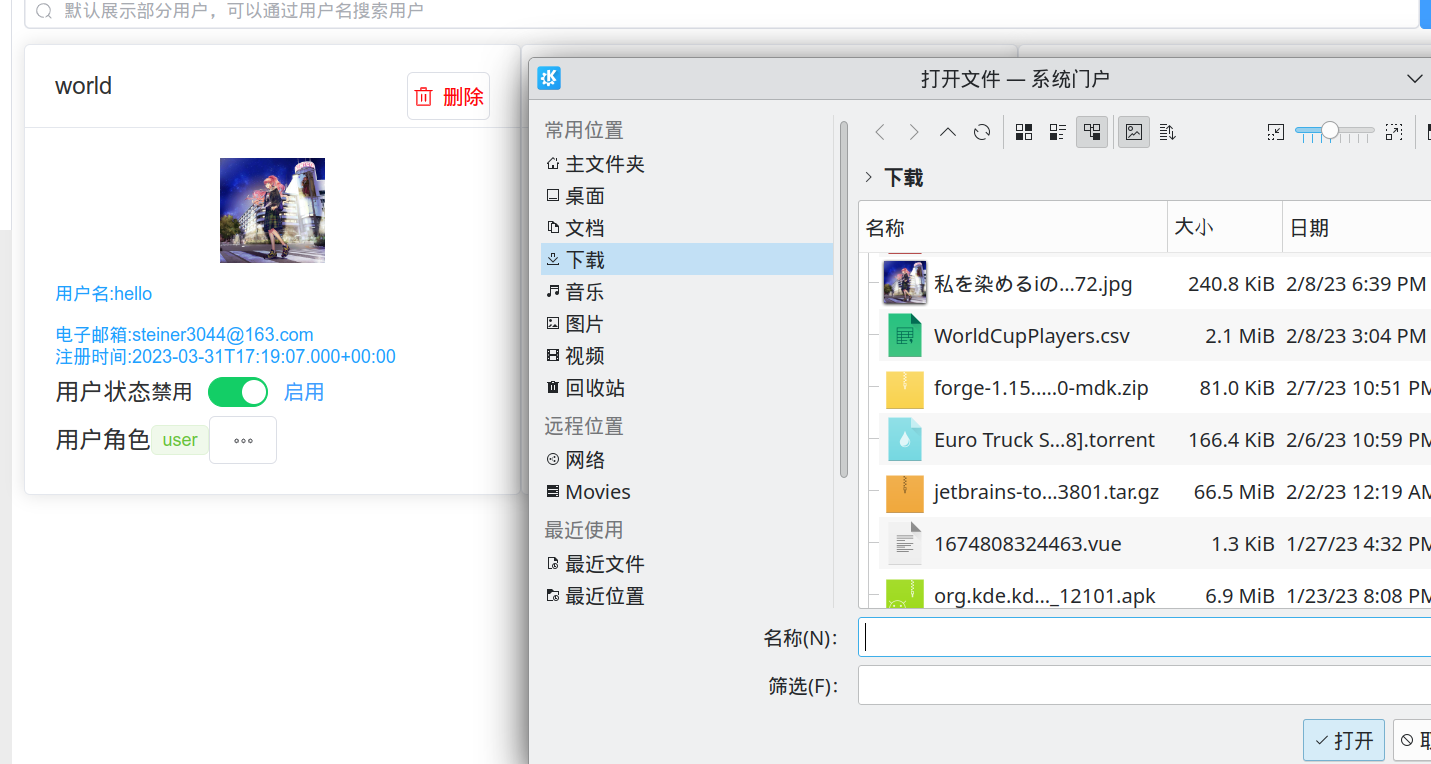 默认展示部分用户，可以通过用户名搜索用户
world
删除
用户名:hello
电子邮箱:steiner3044@163.com
注册时间:2023-03-31T17:19:07.000+00:00
用户状态禁用 启用
用户角色 user
打开文件 — 系统门户
常用位置
主文件夹
桌面
文档
下载
音乐
图片
视频
回收站
远程位置
网络
Movies
最近使用
最近文件
最近位置
下载
名称 大小 日期
私を染めるiの...72.jpg 240.8 KiB 2/8/23 6:39 PM
WorldCupPlayers.csv 2.1 MiB 2/8/23 3:04 PM
forge-1.15.....0-mdk.zip 81.0 KiB 2/7/23 10:51 PM
Euro Truck S...8].torrent 166.4 KiB 2/6/23 10:59 PM
jetbrains-to...3801.tar.gz 66.5 MiB 2/2/23 12:19 AM
1674808324463.vue 1.3 KiB 1/27/23 4:32 PM
org.kde.kd..._12101.apk 6.9 MiB 1/23/23 8:08 PM
名称(N):
筛选(F):
打开